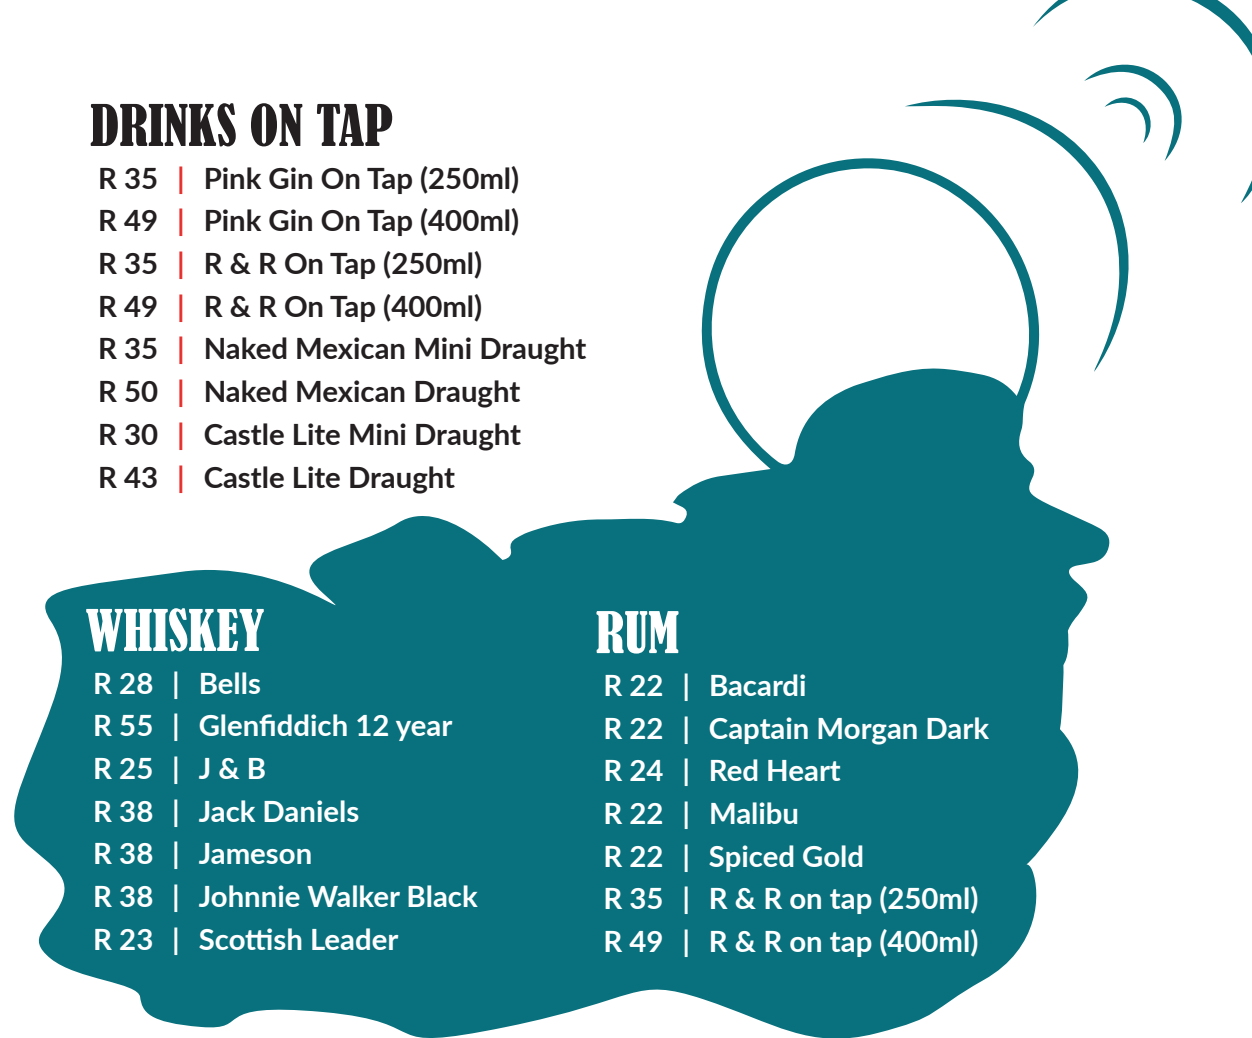 DRINKS ON TAP
R 35 | Pink Gin On Tap (250ml)
R 49 | Pink Gin On Tap (400ml)
R 35 | R & R On Tap (250ml)
R 49 | R & R On Tap (400ml)
R 35 | Naked Mexican Mini Draught
R 50 | Naked Mexican Draught
R 30 | Castle Lite Mini Draught
R 43 | Castle Lite Draught
WHISKEY
R 28 | Bells
R 55 | Glenfiddich 12 year
R 25 | J & B
R 38 | Jack Daniels
R 38 | Jameson
R 38 | Johnnie Walker Black
R 23 | Scottish Leader
RUM
R 22 | Bacardi
R 22 | Captain Morgan Dark
R 24 | Red Heart
R 22 | Malibu
R 22 | Spiced Gold
R 35 | R & R on tap (250ml)
R 49 | R & R on tap (400ml)